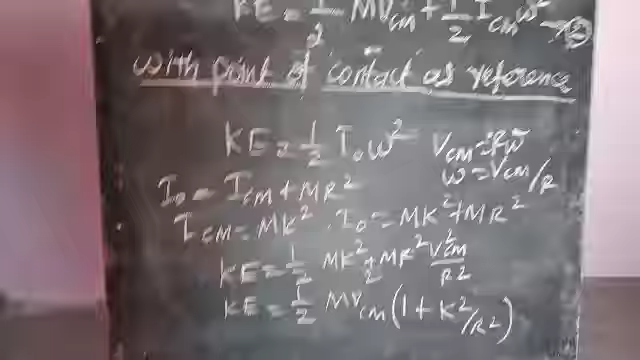 KE = 1/2 MV²cm + 1/2 Icm ω² → ②
with point of contact as reference
KE = 1/2 I₀ω² Vcm = Rω
I₀ = Icm + MR² ω = Vcm/R
Icm = MK² . I₀ = MK² + MR²
KE = 1/2 MK² + MR² V²cm/R²
KE = 1/2 MVcm (1 + K²/R²)